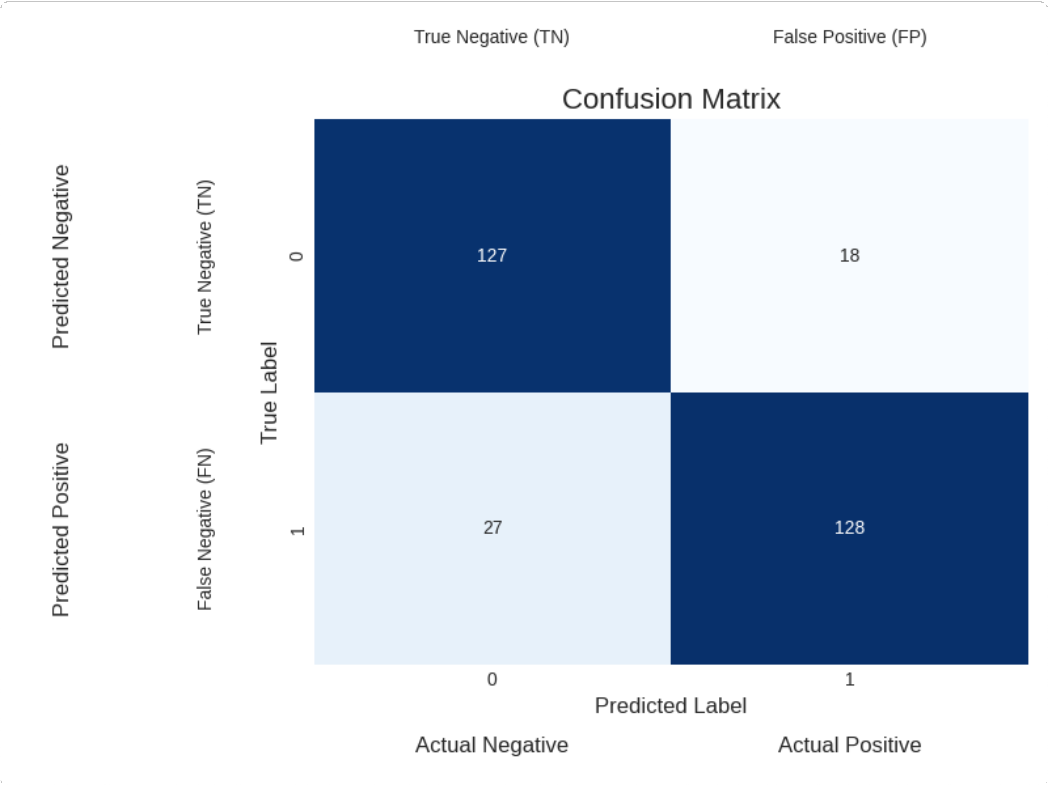 True Negative (TN) False Positive (FP)
Confusion Matrix
Predicted Negative
True Negative (TN)
0
127 18
True Label
Predicted Positive
False Negative (FN)
1
27 128
0 1
Predicted Label
Actual Negative Actual Positive